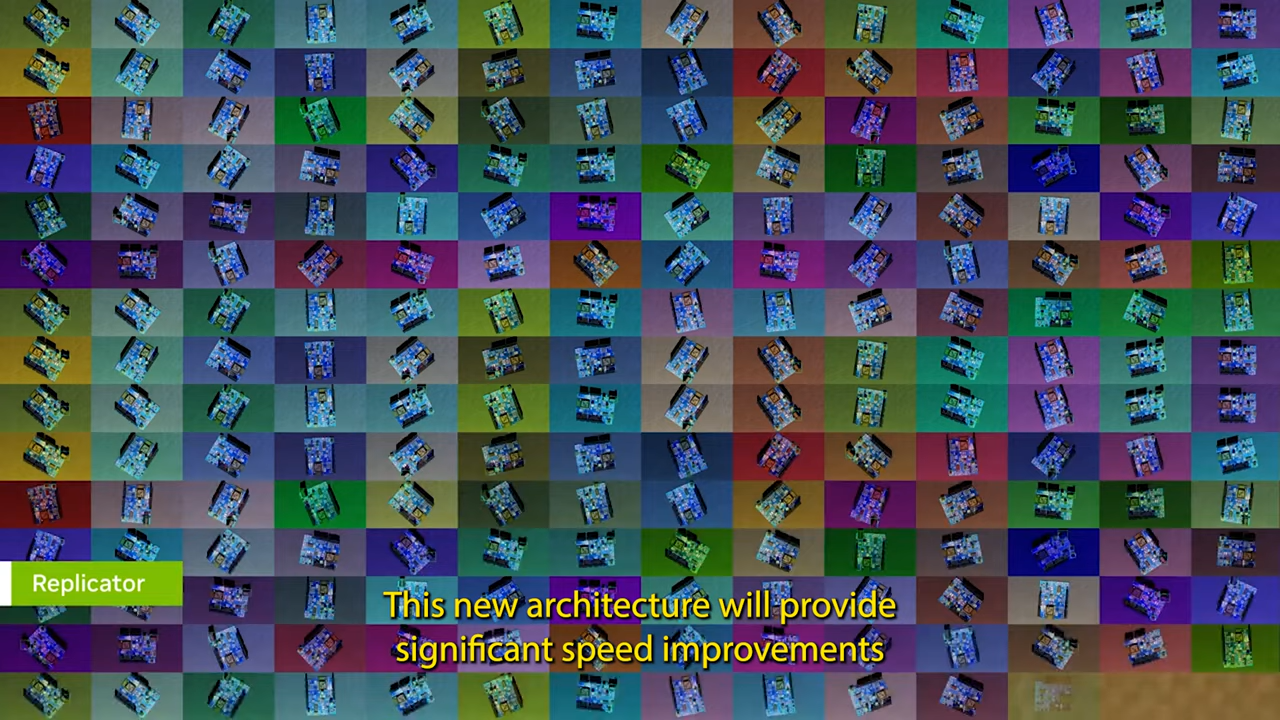 Replicator
This new architecture will provide
significant speed improvements